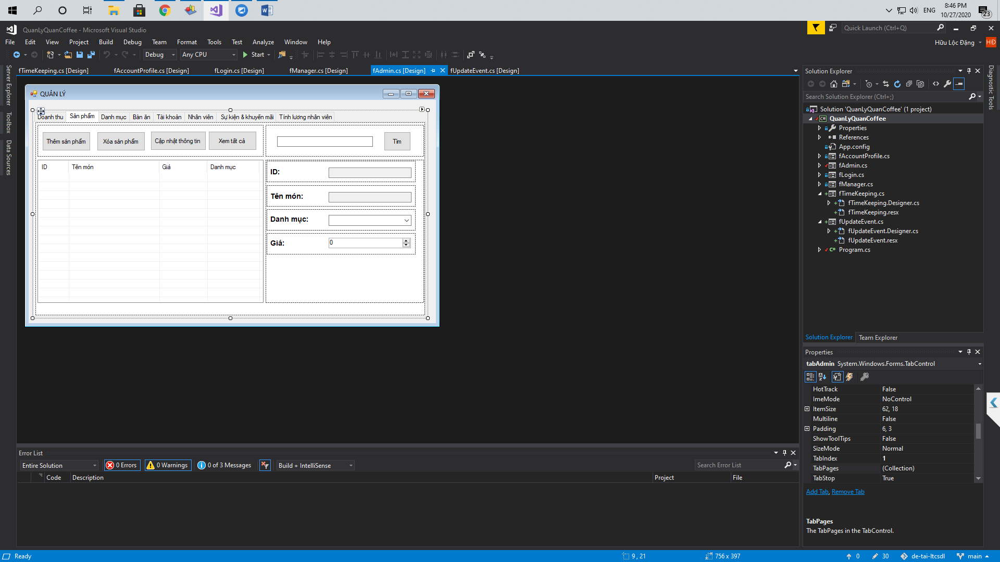 8:46 PM
ENG
10/27/2020
23
QuanLyQuanCoffee - Microsoft Visual Studio
Quick Launch (Ctrl+Q)
File Edit View Project Build Debug Team Format Tools Test Analyze Window Help
Hữu Lộc Đặng HĐ
Debug Any CPU Start
Server Explorer
Toolbox
Data Sources
fTimeKeeping.cs [Design] fAccountProfile.cs [Design] fLogin.cs [Design] fManager.cs [Design] fAdmin.cs [Design] fUpdateEvent.cs [Design]
QUẢN LÝ
Doanh thu Sản phẩm Danh mục Bàn ăn Tài khoản Nhân viên Sự kiện & khuyến mãi Tính lương nhân viên
Thêm sản phẩm Xóa sản phẩm Cập nhật thông tin Xem tất cả Tìm
ID Tên món Giá Danh mục
ID:
Tên món:
Danh mục:
Giá: 0
Solution Explorer
Search Solution Explorer (Ctrl+;)
Solution 'QuanLyQuanCoffee' (1 project)
C# QuanLyQuanCoffee
Properties
References
App.config
fAccountProfile.cs
fAdmin.cs
fLogin.cs
fManager.cs
fTimeKeeping.cs
fTimeKeeping.Designer.cs
fTimeKeeping.resx
fUpdateEvent.cs
fUpdateEvent.Designer.cs
fUpdateEvent.resx
C# Program.cs
Diagnostic Tools
Solution Explorer Team Explorer
Properties
tabAdmin System.Windows.Forms.TabControl
HotTrack False
ImeMode NoControl
ItemSize 62, 18
Multiline False
Padding 6, 3
ShowToolTips False
SizeMode Normal
TabIndex 1
TabPages (Collection)
TabStop True
Add Tab, Remove Tab
TabPages
The TabPages in the TabControl.
Error List
Entire Solution 0 Errors 0 Warnings 0 of 3 Messages Build + IntelliSense Search Error List
Code Description Project File
Ready 9 , 21 756 x 397 0 30 de-tai-ltcsdl main